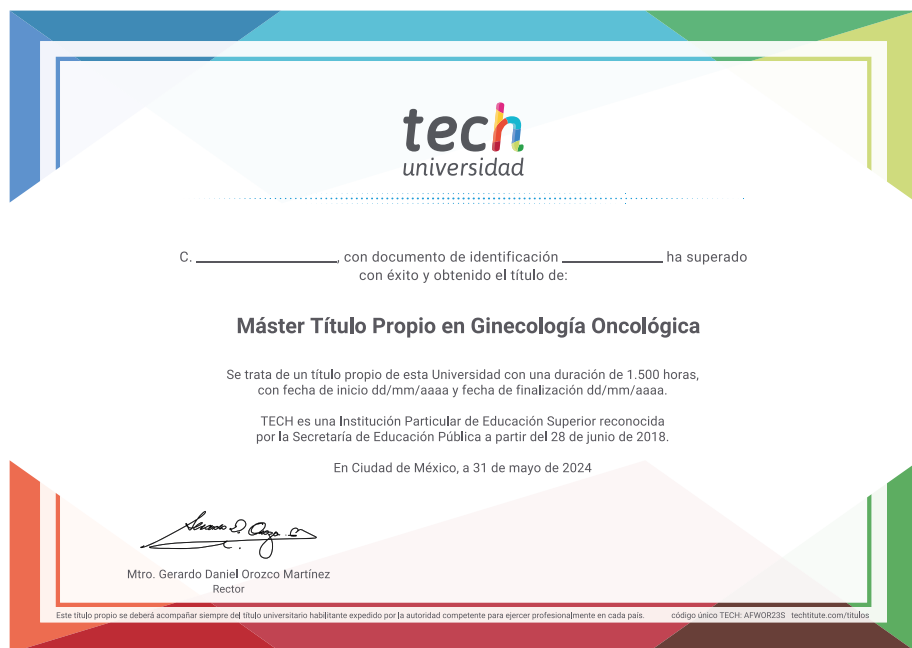 tech
universidad
C. ____________, con documento de identificación ____________ ha superado
con éxito y obtenido el título de:
Máster Título Propio en Ginecología Oncológica
Se trata de un título propio de esta Universidad con una duración de 1.500 horas,
con fecha de inicio dd/mm/aaaa y fecha de finalización dd/mm/aaaa.
TECH es una Institución Particular de Educación Superior reconocida
por la Secretaría de Educación Pública a partir del 28 de junio de 2018.
En Ciudad de México, a 31 de mayo de 2024
Mtro. Gerardo Daniel Orozco Martínez
Rector
Este título propio se deberá acompañar siempre del título universitario habilitante expedido por la autoridad competente para ejercer profesionalmente en cada país. código único TECH: AFWOR23S techtitute.com/titulos